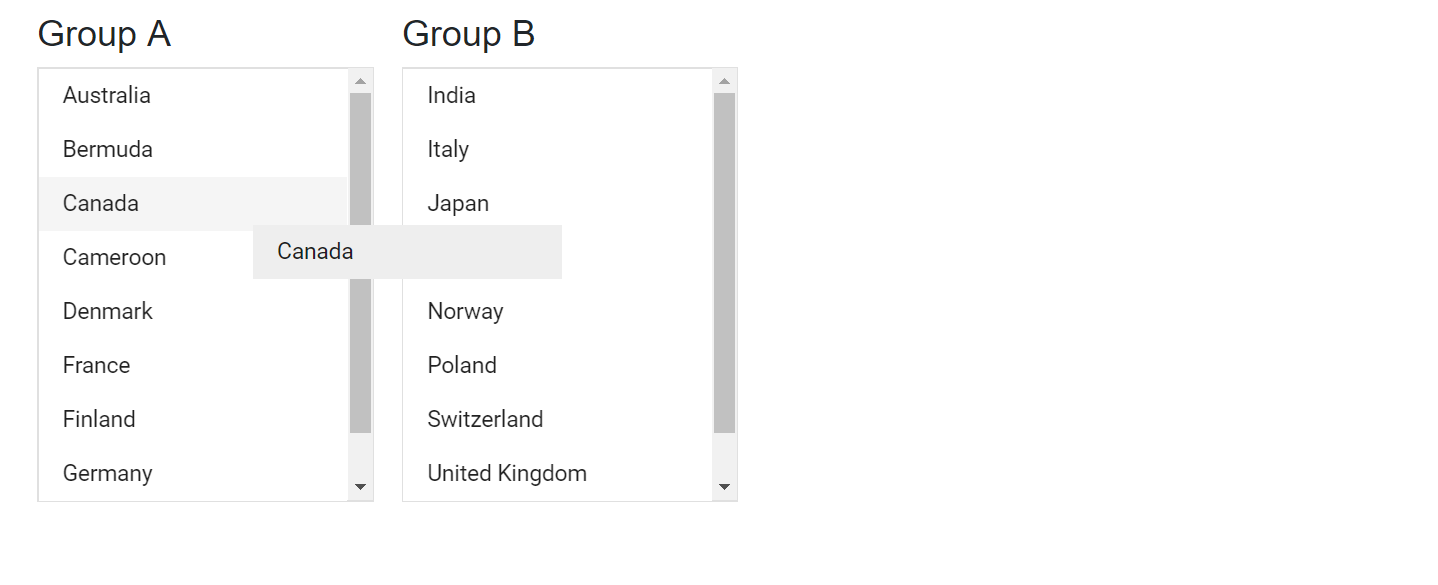 Group A
Australia
Bermuda
Canada
Cameroon
Denmark
France
Finland
Germany
Canada
Group B
India
Italy
Japan
Norway
Poland
Switzerland
United Kingdom